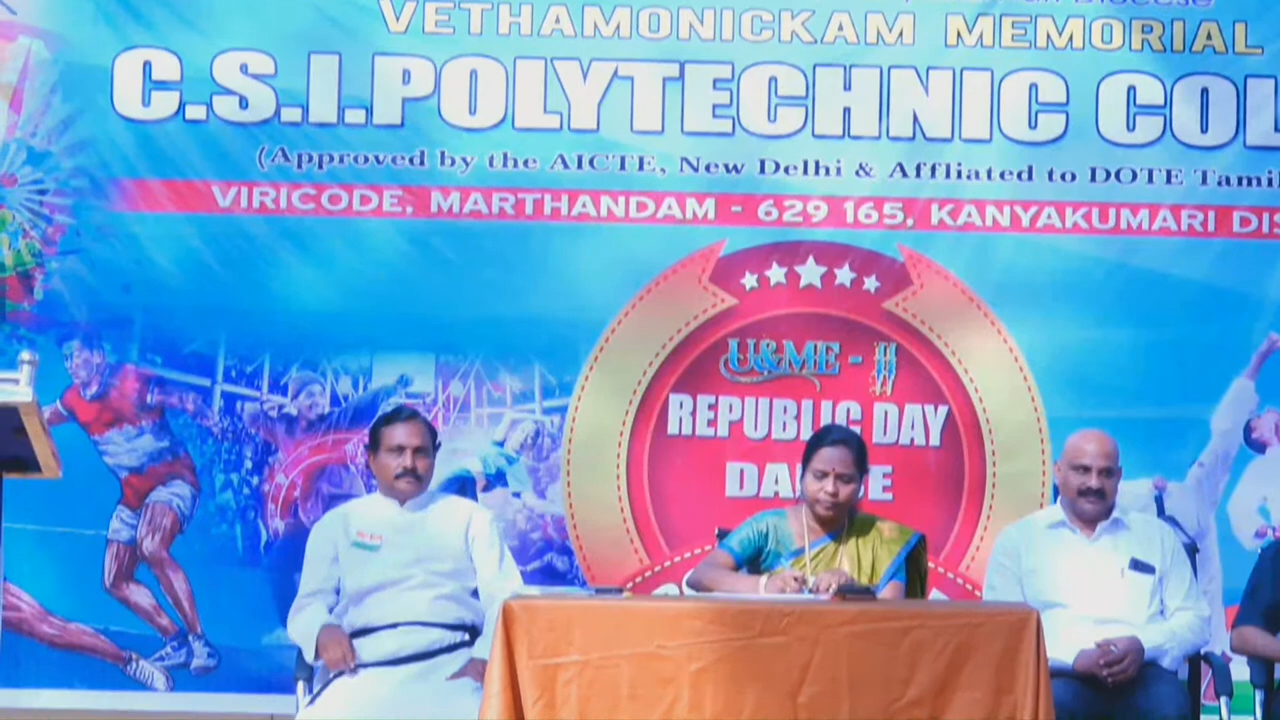 VETHAMONICKAM MEMORIAL
C.S.I.POLYTECHNIC COL
(Approved by the AICTE, New Delhi & Affliated to DOTE Tamil
VIRICODE, MARTHANDAM - 629 165, KANYAKUMARI DIS
U&ME - II
REPUBLIC DAY